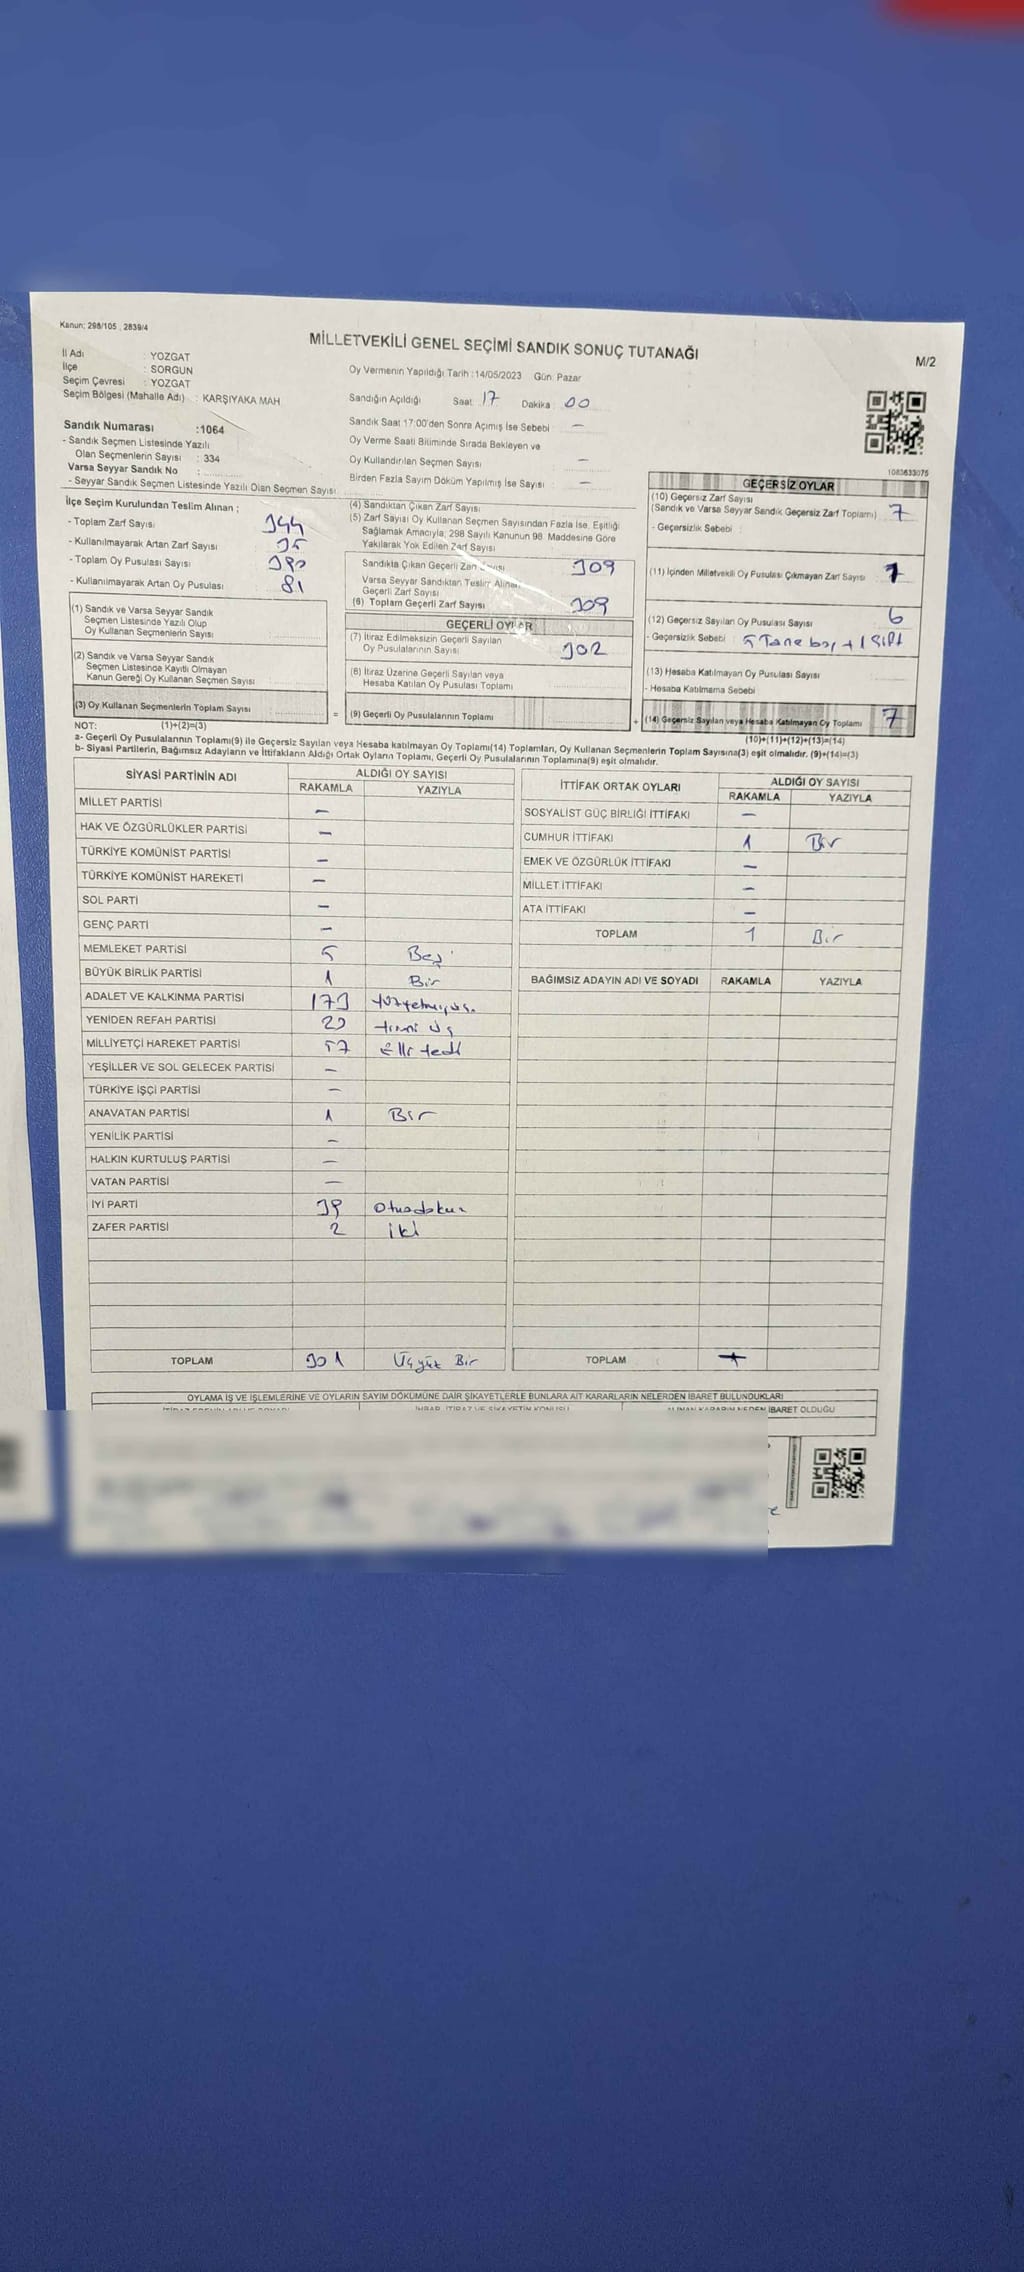 Kanun: 298/105 , 2839/4
MİLLETVEKİLİ GENEL SEÇİMİ SANDIK SONUÇ TUTANAĞI
M/2
İl Adı : YOZGAT
İlçe : SORGUN
Seçim Çevresi : YOZGAT
Seçim Bölgesi (Mahalle Adı) : KARŞIYAKA MAH
Sandık Numarası :1064
- Sandık Seçmen Listesinde Yazılı
Olan Seçmenlerin Sayısı : 334
Varsa Seyyar Sandık No :
- Seyyar Sandık Seçmen Listesinde Yazılı Olan Seçmen Sayısı
Oy Vermenin Yapıldığı Tarih :14/05/2023 Gün: Pazar
Sandığın Açıldığı Saat 17 Dakika 00
Sandık Saat 17:00'den Sonra Açılmış İse Sebebi : –
Oy Verme Saati Bitiminde Sırada Bekleyen ve
Oy Kullandırılan Seçmen Sayısı : –
Birden Fazla Sayım Döküm Yapılmış İse Sayısı : –
1083633075
İlçe Seçim Kurulundan Teslim Alınan ;
- Toplam Zarf Sayısı 344
- Kullanılmayarak Artan Zarf Sayısı 35
- Toplam Oy Pusulası Sayısı 390
- Kullanılmayarak Artan Oy Pusulası 81
(1) Sandık ve Varsa Seyyar Sandık
Seçmen Listesinde Yazılı Olup
Oy Kullanan Seçmenlerin Sayısı
(2) Sandık ve Varsa Seyyar Sandık
Seçmen Listesinde Kayıtlı Olmayan
Kanun Gereği Oy Kullanan Seçmen Sayısı
(3) Oy Kullanan Seçmenlerin Toplam Sayısı
(4) Sandıktan Çıkan Zarf Sayısı
(5) Zarf Sayısı Oy Kullanan Seçmen Sayısından Fazla İse, Eşitliği
Sağlamak Amacıyla, 298 Sayılı Kanunun 98. Maddesine Göre
Yakılarak Yok Edilen Zarf Sayısı
Sandıkta Çıkan Geçerli Zarf Sayısı 309
Varsa Seyyar Sandıktan Teslim Alınan
Geçerli Zarf Sayısı
(6) Toplam Geçerli Zarf Sayısı 309
GEÇERLİ OYLAR
(7) İtiraz Edilmeksizin Geçerli Sayılan
Oy Pusulalarının Sayısı 302
(8) İtiraz Üzerine Geçerli Sayılan veya
Hesaba Katılan Oy Pusulası Toplamı
= (9) Geçerli Oy Pusulalarının Toplamı +
GEÇERSİZ OYLAR
(10) Geçersiz Zarf Sayısı
(Sandık ve Varsa Seyyar Sandık Geçersiz Zarf Toplamı) 7
- Geçersizlik Sebebi :
(11) İçinden Milletvekili Oy Pusulası Çıkmayan Zarf Sayısı 1
(12) Geçersiz Sayılan Oy Pusulası Sayısı 6
- Geçersizlik Sebebi : 5 Tane boş + 1 Çift
(13) Hesaba Katılmayan Oy Pusulası Sayısı
- Hesaba Katılmama Sebebi
(14) Geçersiz Sayılan veya Hesaba Katılmayan Oy Toplamı 7
NOT: (1)+(2)=(3) (10)+(11)+(12)+(13)=(14)
a- Geçerli Oy Pusulalarının Toplamı(9) ile Geçersiz Sayılan veya Hesaba katılmayan Oy Toplamı(14) Toplamları, Oy Kullanan Seçmenlerin Toplam Sayısına(3) eşit olmalıdır. (9)+(14)=(3)
b- Siyasi Partilerin, Bağımsız Adayların ve İttifakların Aldığı Ortak Oyların Toplamı, Geçerli Oy Pusulalarının Toplamına(9) eşit olmalıdır.
SİYASİ PARTİNİN ADI ALDIĞI OY SAYISI
RAKAMLA YAZIYLA
MİLLET PARTİSİ –
HAK VE ÖZGÜRLÜKLER PARTİSİ –
TÜRKİYE KOMÜNİST PARTİSİ –
TÜRKİYE KOMÜNİST HAREKETİ –
SOL PARTİ –
GENÇ PARTİ –
MEMLEKET PARTİSİ 5 Beş
BÜYÜK BİRLİK PARTİSİ 1 Bir
ADALET VE KALKINMA PARTİSİ 173 Yüzyetmişüç
YENİDEN REFAH PARTİSİ 23 Yirmi üç
MİLLİYETÇİ HAREKET PARTİSİ 57 Elli Yedi
YEŞİLLER VE SOL GELECEK PARTİSİ –
TÜRKİYE İŞÇİ PARTİSİ –
ANAVATAN PARTİSİ 1 Bir
YENİLİK PARTİSİ –
HALKIN KURTULUŞ PARTİSİ –
VATAN PARTİSİ –
İYİ PARTİ 39 Otuzdokuz
ZAFER PARTİSİ 2 iki
TOPLAM 301 Üçyüz Bir
İTTİFAK ORTAK OYLARI ALDIĞI OY SAYISI
RAKAMLA YAZIYLA
SOSYALİST GÜÇ BİRLİĞİ İTTİFAKI –
CUMHUR İTTİFAKI 1 Bir
EMEK VE ÖZGÜRLÜK İTTİFAKI –
MİLLET İTTİFAKI –
ATA İTTİFAKI –
TOPLAM 1 Bir
BAĞIMSIZ ADAYIN ADI VE SOYADI RAKAMLA YAZIYLA
TOPLAM
OYLAMA İŞ VE İŞLEMLERİNE VE OYLARIN SAYIM DÖKÜMÜNE DAİR ŞİKAYETLERLE BUNLARA AİT KARARLARIN NELERDEN İBARET BULUNDUKLARI
İHBAR, İTİRAZ VE ŞİKAYETİN KONUSU ALINAN KARARIN NEDEN İBARET OLDUĞU